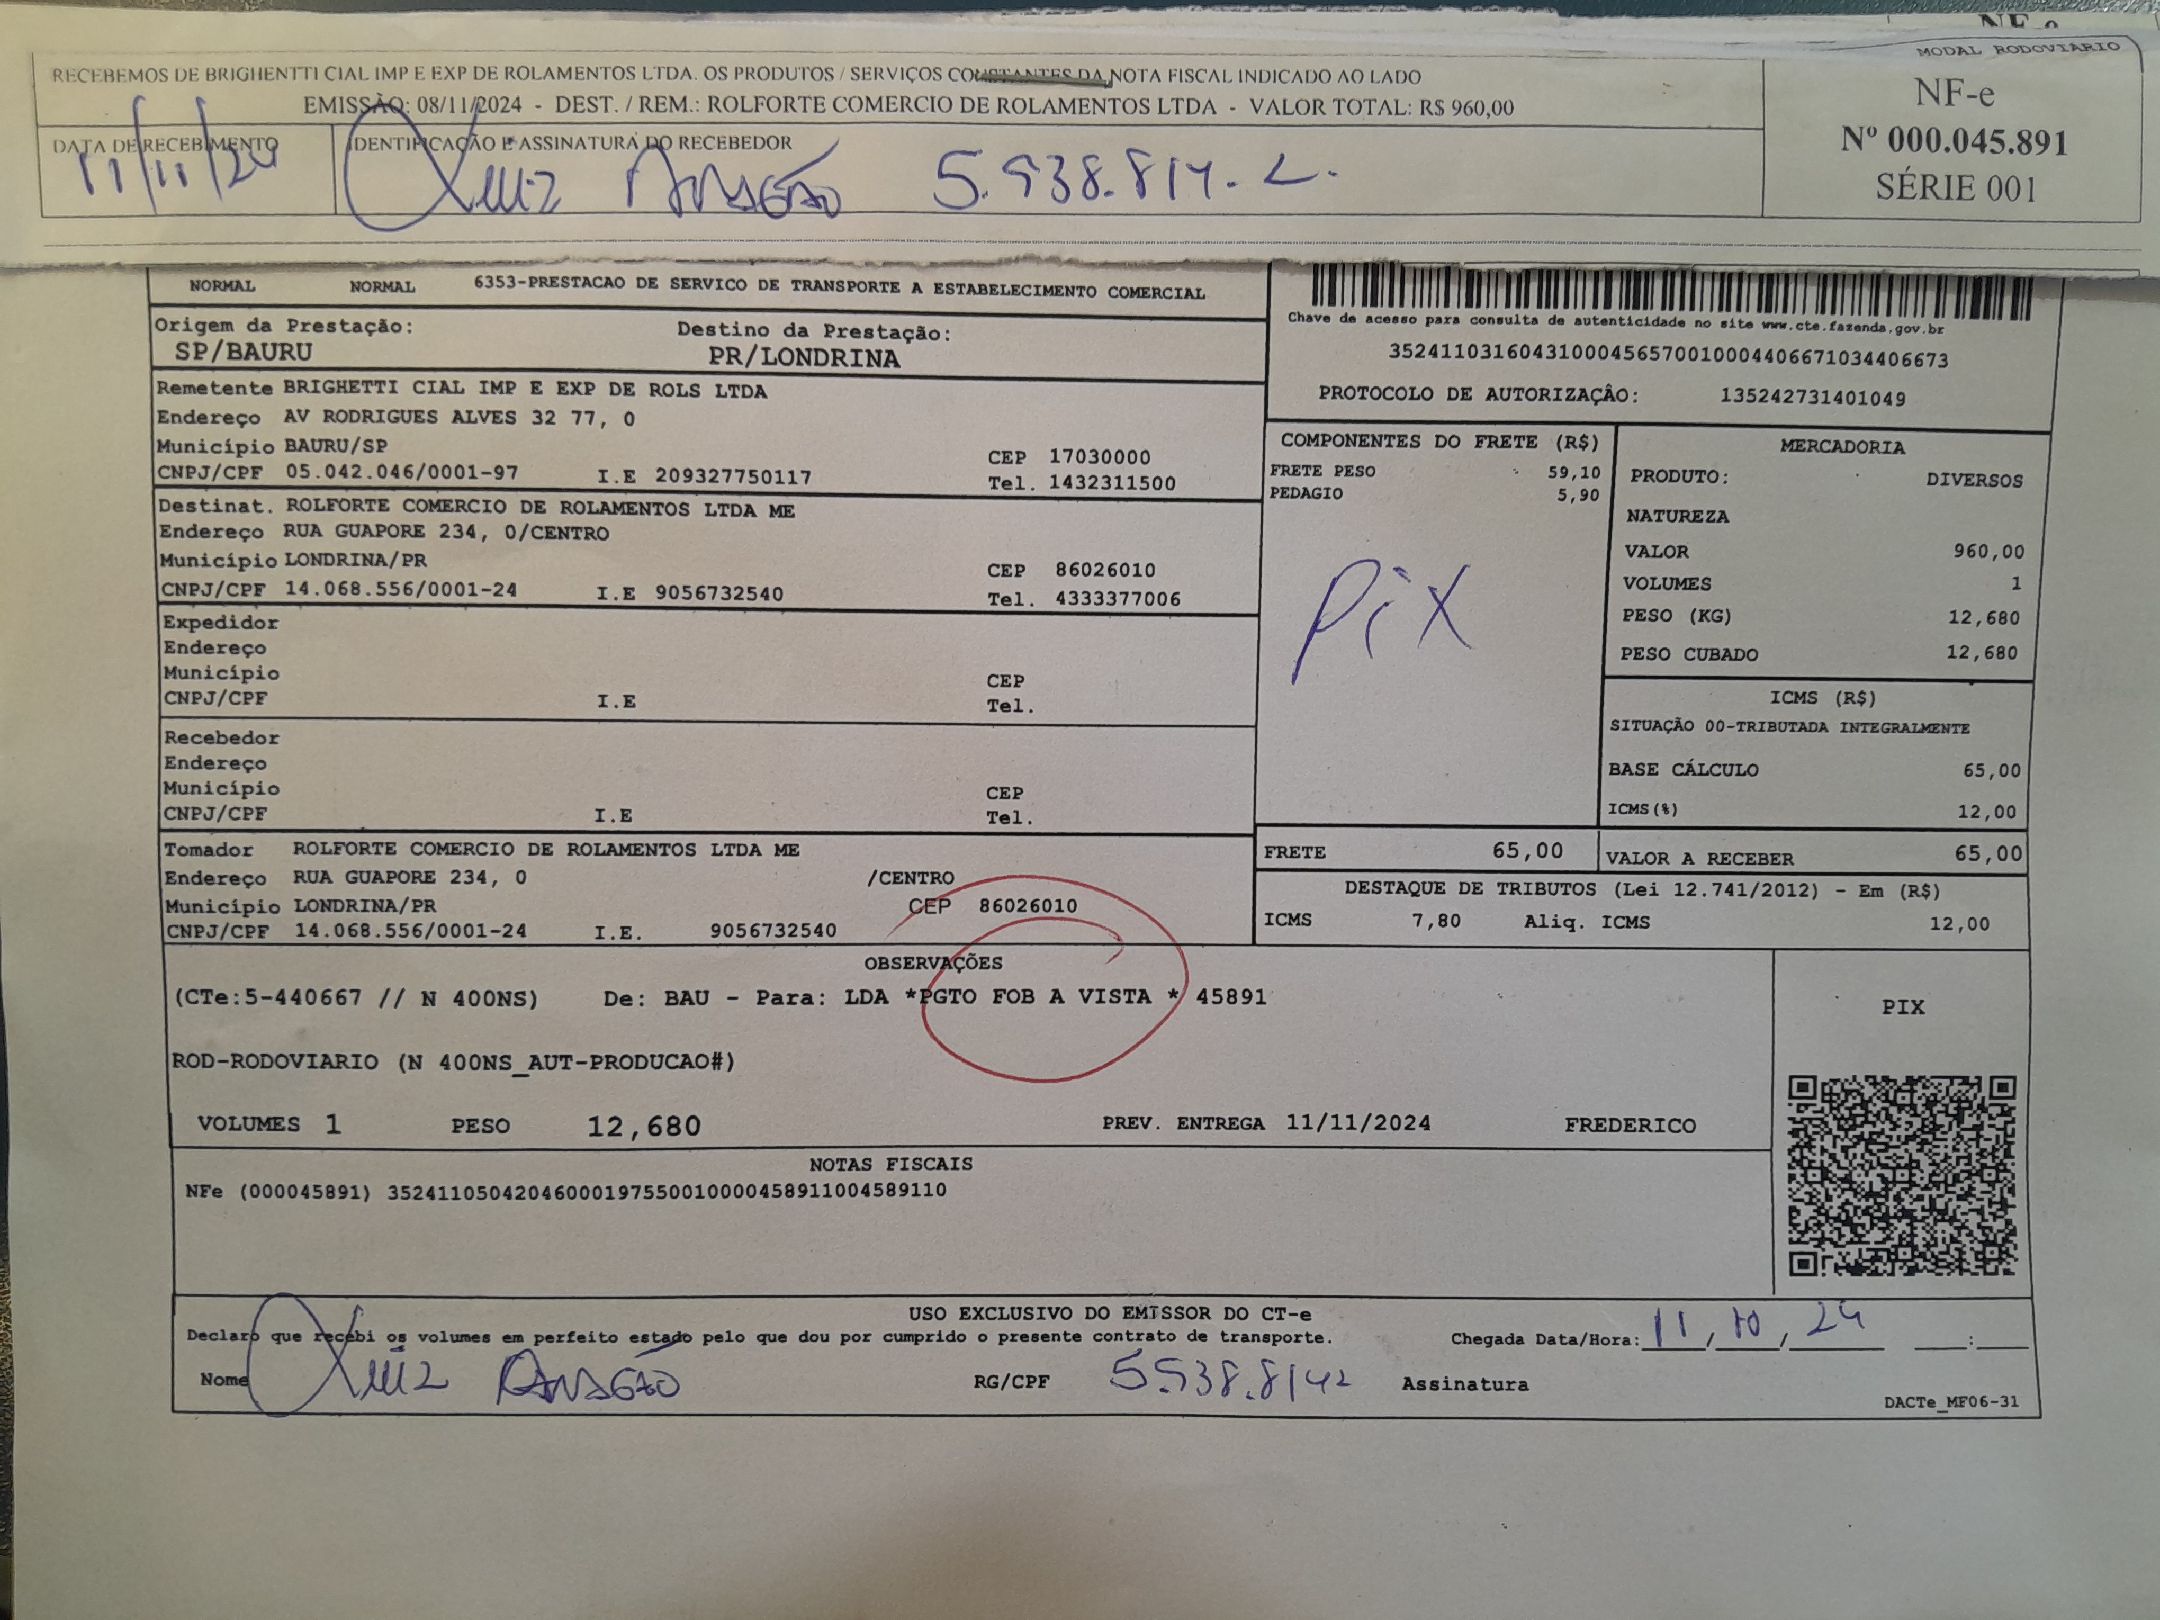 MODAL RODOVIARIO
RECEBEMOS DE BRIGHENTTI CIAL IMP E EXP DE ROLAMENTOS LTDA. OS PRODUTOS / SERVIÇOS CONSTANTES DA NOTA FISCAL INDICADO AO LADO
EMISSÃO: 08/11/2024 - DEST. / REM.: ROLFORTE COMERCIO DE ROLAMENTOS LTDA - VALOR TOTAL: R$ 960,00
DATA DE RECEBIMENTO
11/11/24
IDENTIFICAÇÃO E ASSINATURA DO RECEBEDOR
Luiz 5.938.814.2.
NF-e
Nº 000.045.891
SÉRIE 001
NORMAL NORMAL 6353-PRESTACAO DE SERVICO DE TRANSPORTE A ESTABELECIMENTO COMERCIAL
Origem da Prestação: Destino da Prestação:
SP/BAURU PR/LONDRINA
Chave de acesso para consulta de autenticidade no site www.cte.fazenda.gov.br
35241103160431000456570010004406671034406673
PROTOCOLO DE AUTORIZAÇÂO: 135242731401049
Remetente BRIGHETTI CIAL IMP E EXP DE ROLS LTDA
Endereço AV RODRIGUES ALVES 32 77, 0
Município BAURU/SP CEP 17030000
CNPJ/CPF 05.042.046/0001-97 I.E 209327750117 Tel. 1432311500
Destinat. ROLFORTE COMERCIO DE ROLAMENTOS LTDA ME
Endereço RUA GUAPORE 234, 0/CENTRO
Município LONDRINA/PR CEP 86026010
CNPJ/CPF 14.068.556/0001-24 I.E 9056732540 Tel. 4333377006
Expedidor
Endereço
Município CEP
CNPJ/CPF I.E Tel.
Recebedor
Endereço
Município CEP
CNPJ/CPF I.E Tel.
Tomador ROLFORTE COMERCIO DE ROLAMENTOS LTDA ME
Endereço RUA GUAPORE 234, 0 /CENTRO
Município LONDRINA/PR CEP 86026010
CNPJ/CPF 14.068.556/0001-24 I.E. 9056732540
COMPONENTES DO FRETE (R$)
FRETE PESO 59,10
PEDAGIO 5,90
PiX
MERCADORIA
PRODUTO: DIVERSOS
NATUREZA
VALOR 960,00
VOLUMES 1
PESO (KG) 12,680
PESO CUBADO 12,680
ICMS (R$)
SITUAÇÃO 00-TRIBUTADA INTEGRALMENTE
BASE CÁLCULO 65,00
ICMS(%) 12,00
FRETE 65,00 VALOR A RECEBER 65,00
DESTAQUE DE TRIBUTOS (Lei 12.741/2012) - Em (R$)
ICMS 7,80 Aliq. ICMS 12,00
OBSERVAÇÕES
(CTe:5-440667 // N 400NS) De: BAU - Para: LDA *PGTO FOB A VISTA * 45891
ROD-RODOVIARIO (N 400NS_AUT-PRODUCAO#)
VOLUMES 1 PESO 12,680 PREV. ENTREGA 11/11/2024 FREDERICO
PIX
NOTAS FISCAIS
NFe (000045891) 35241105042046000197550010000458911004589110
USO EXCLUSIVO DO EMISSOR DO CT-e
Declaro que recebi os volumes em perfeito estado pelo que dou por cumprido o presente contrato de transporte. Chegada Data/Hora: 11/10/24 __:__
Nome Luiz RG/CPF 5.938.8142 Assinatura
DACTe_MF06-31